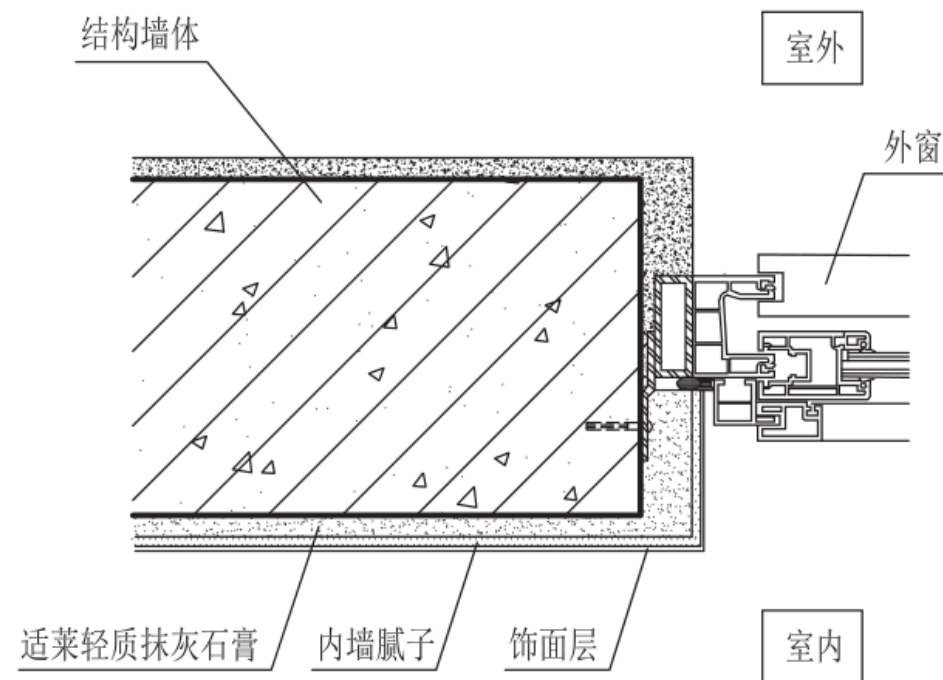 结构墙体
室外
外窗
适莱轻质抹灰石膏
内墙腻子
饰面层
室内